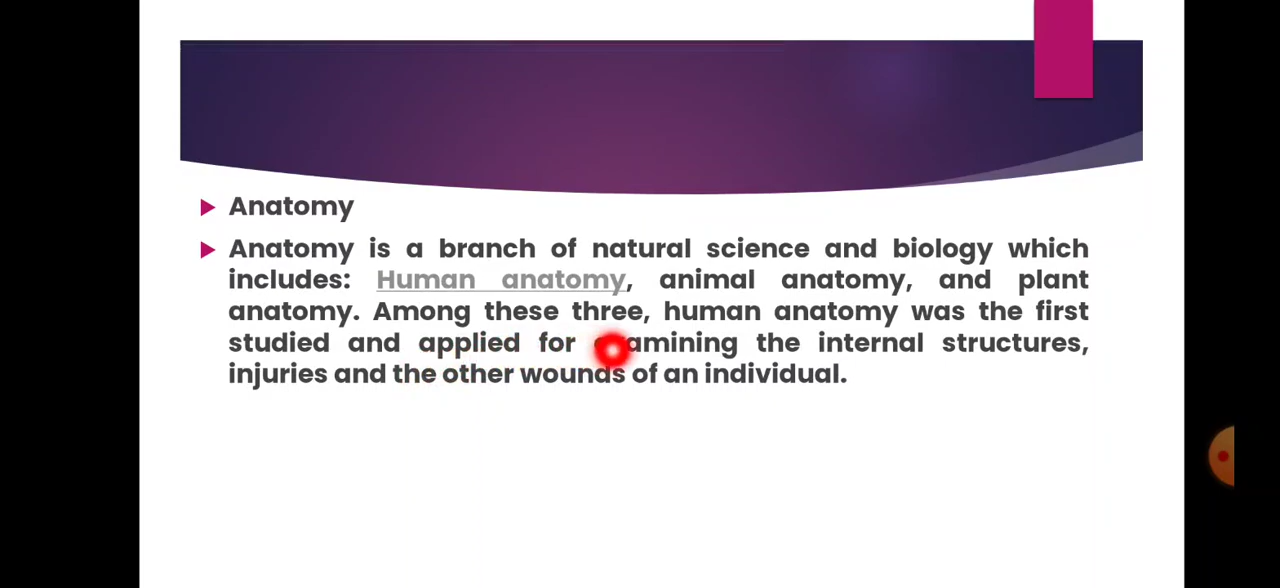 Anatomy
Anatomy is a branch of natural science and biology which
includes: Human anatomy, animal anatomy, and plant
anatomy. Among these three, human anatomy was the first
studied and applied for examining the internal structures,
injuries and the other wounds of an individual.